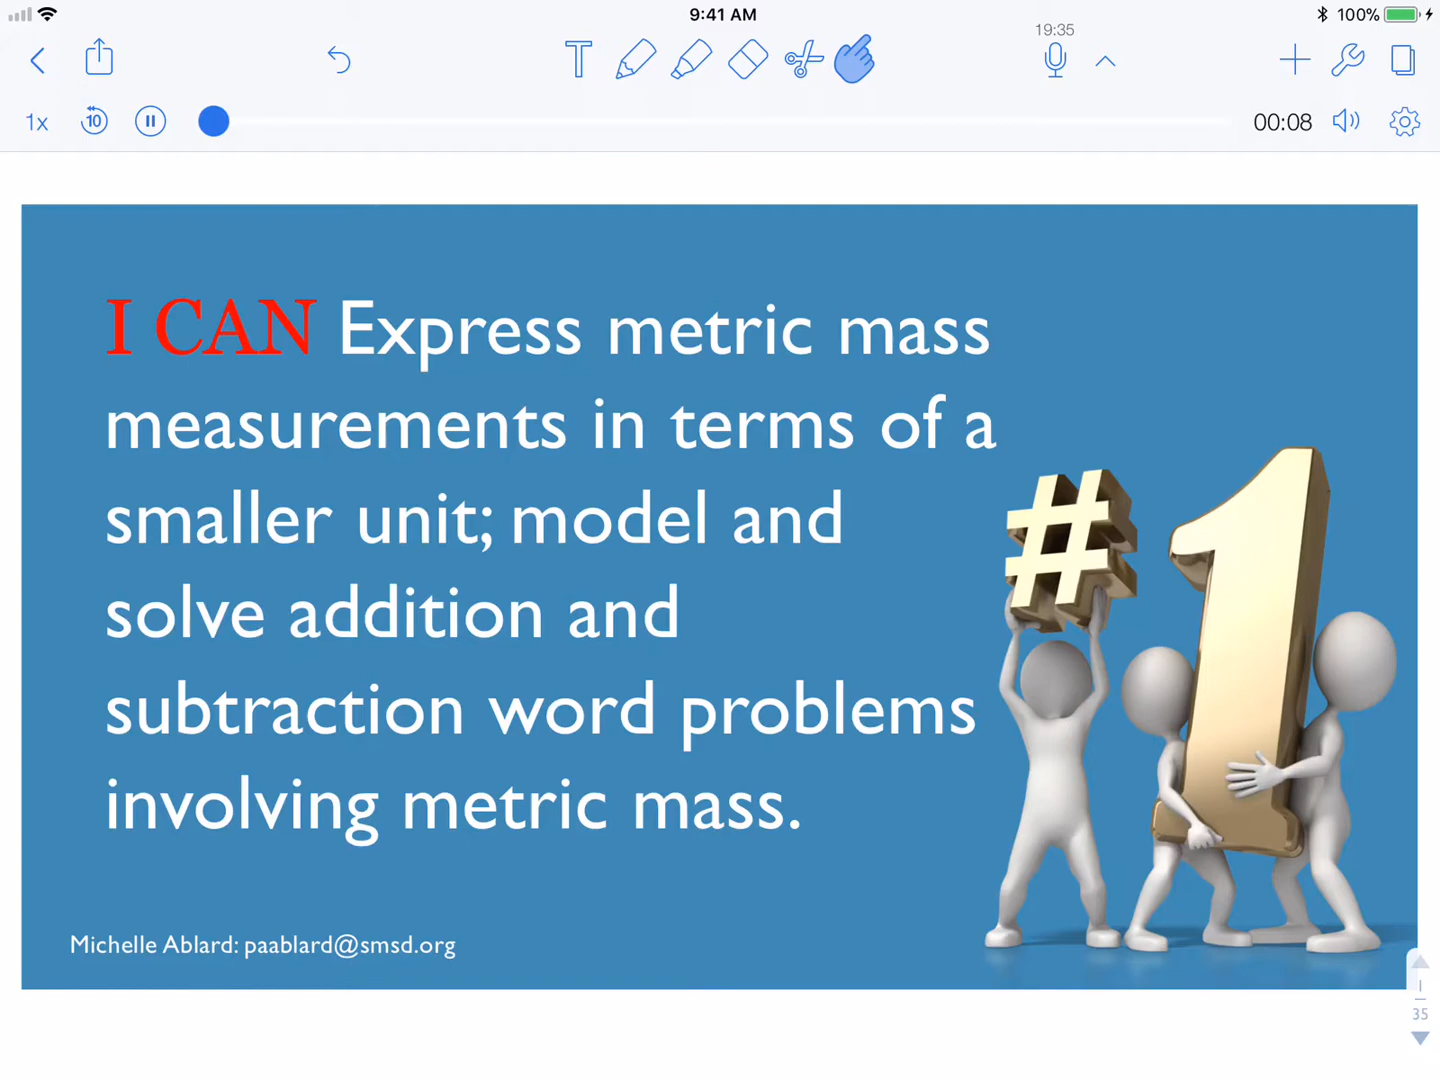 9:41 AM
100%
19:35
T
1x
10
00:08
I CAN Express metric mass
measurements in terms of a
smaller unit; model and
solve addition and
subtraction word problems
involving metric mass.
#1
Michelle Ablard: paablard@smsd.org
1
35